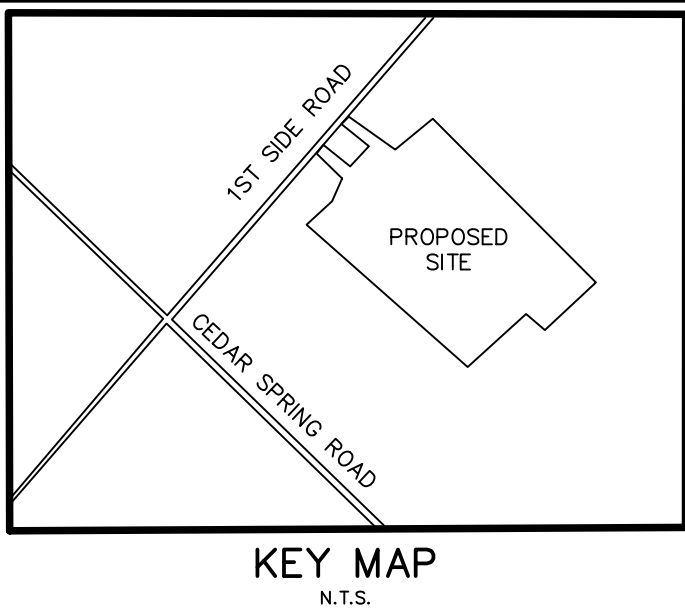 1ST SIDE ROAD
PROPOSED
SITE
CEDAR SPRING ROAD
KEY MAP
N.T.S.